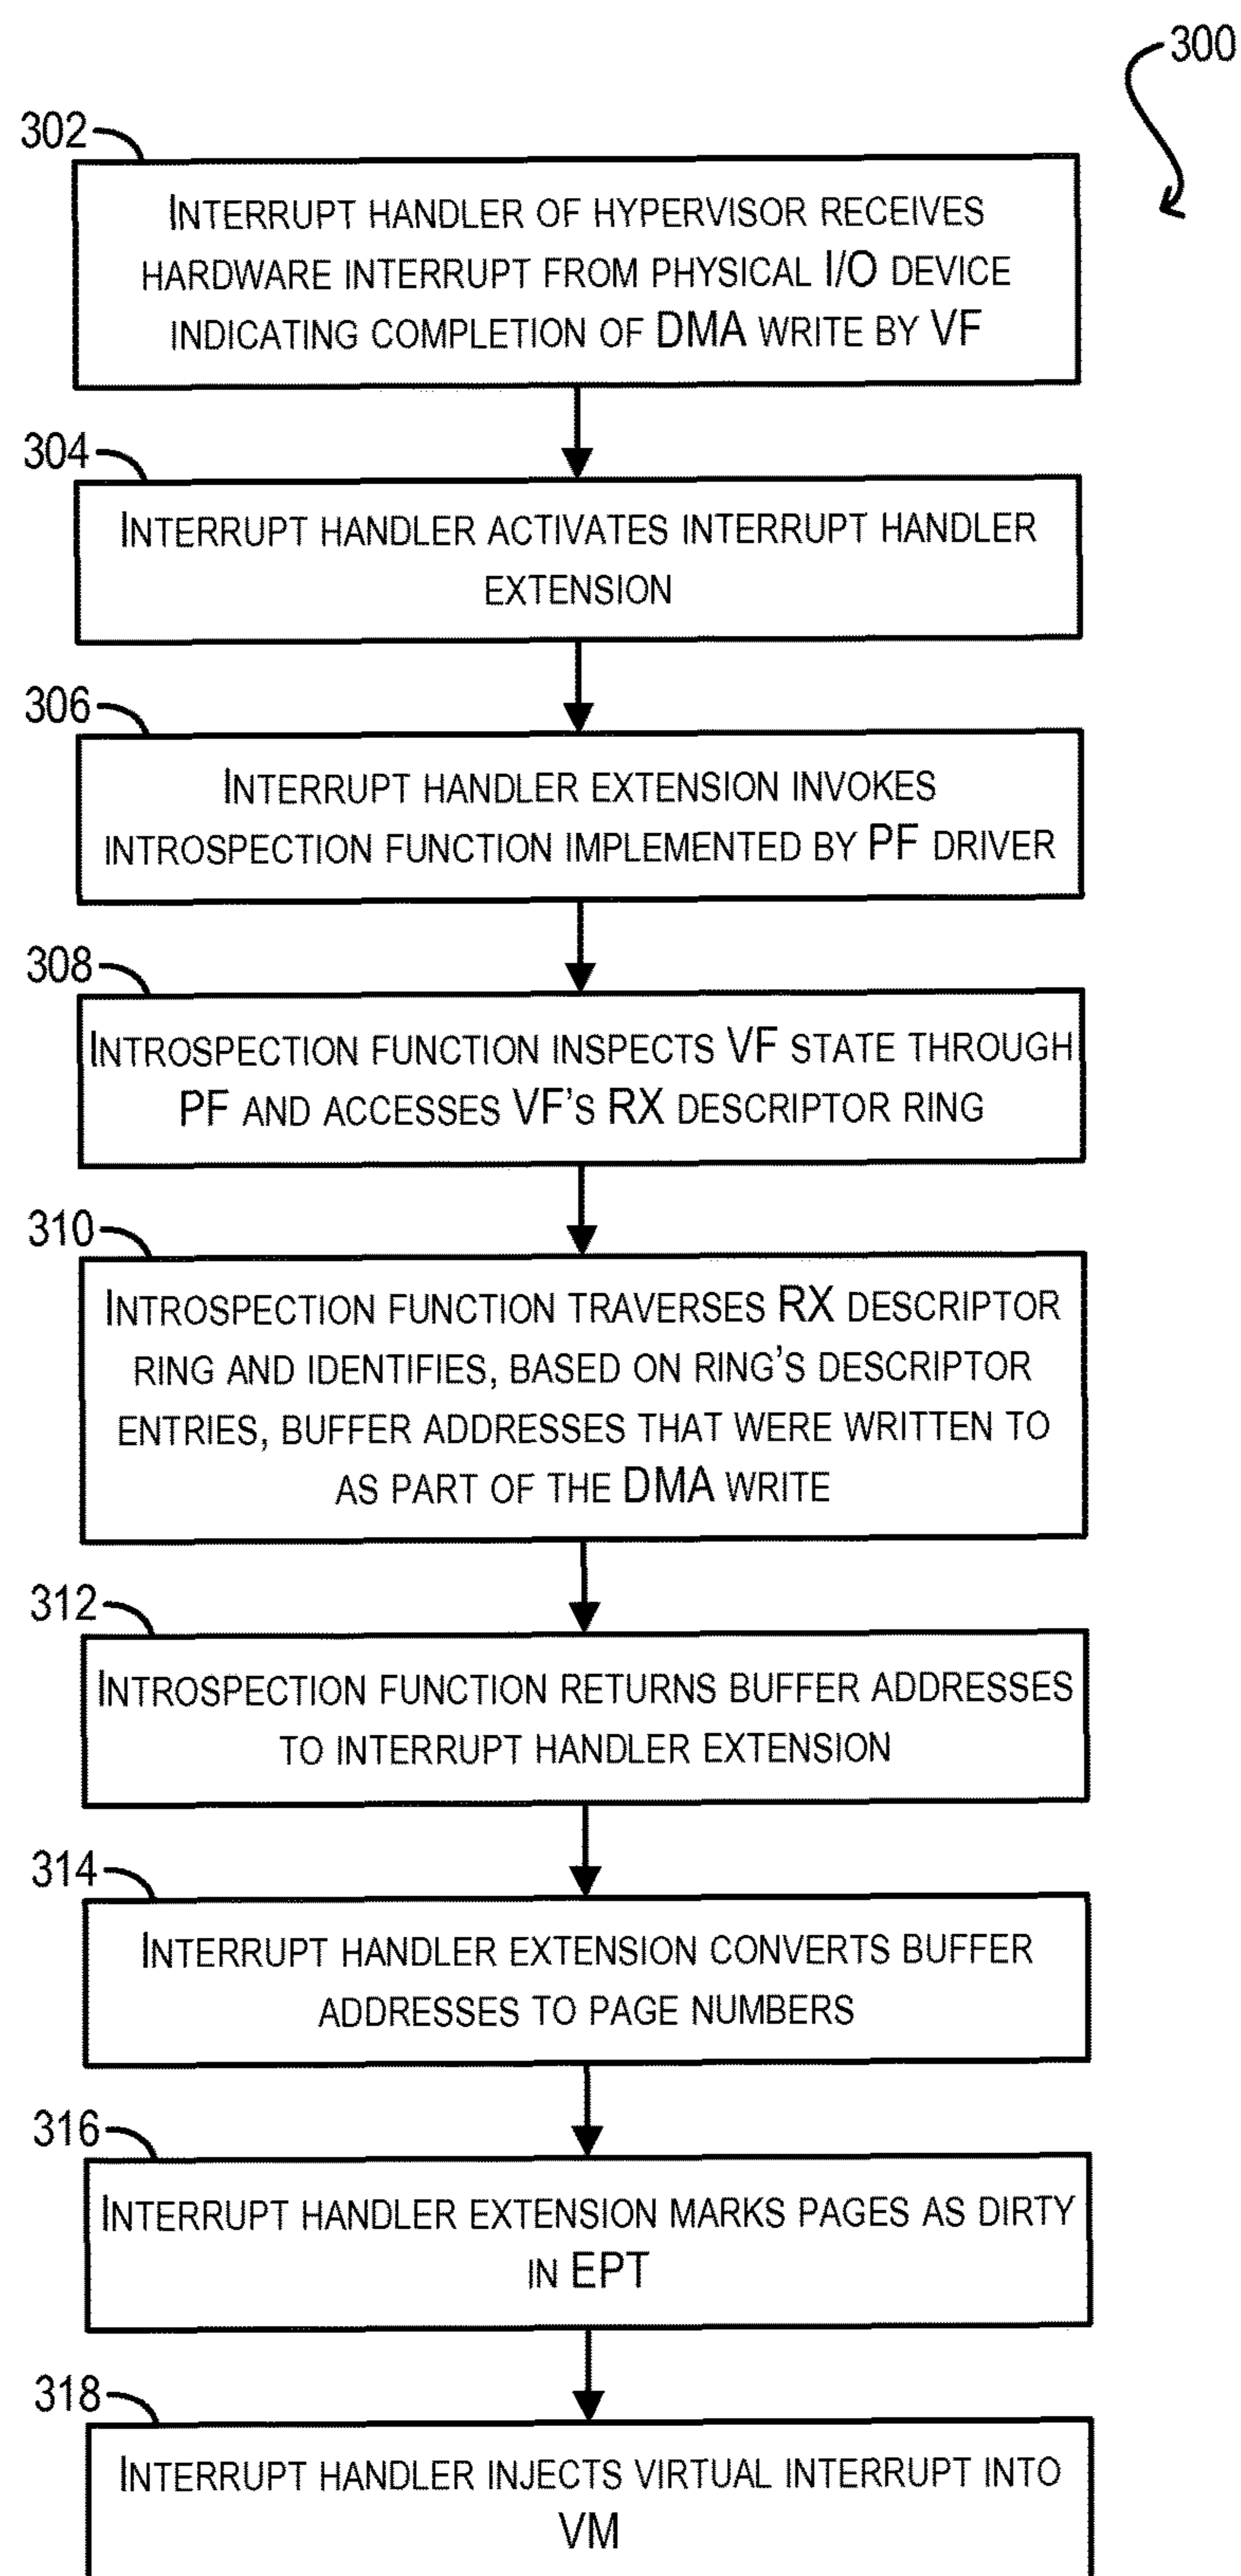 300
302
INTERRUPT HANDLER OF HYPERVISOR RECEIVES
HARDWARE INTERRUPT FROM PHYSICAL I/O DEVICE
INDICATING COMPLETION OF DMA WRITE BY VF
304
INTERRUPT HANDLER ACTIVATES INTERRUPT HANDLER
EXTENSION
306
INTERRUPT HANDLER EXTENSION INVOKES
INTROSPECTION FUNCTION IMPLEMENTED BY PF DRIVER
308
INTROSPECTION FUNCTION INSPECTS VF STATE THROUGH
PF AND ACCESSES VF'S RX DESCRIPTOR RING
310
INTROSPECTION FUNCTION TRAVERSES RX DESCRIPTOR
RING AND IDENTIFIES, BASED ON RING'S DESCRIPTOR
ENTRIES, BUFFER ADDRESSES THAT WERE WRITTEN TO
AS PART OF THE DMA WRITE
312
INTROSPECTION FUNCTION RETURNS BUFFER ADDRESSES
TO INTERRUPT HANDLER EXTENSION
314
INTERRUPT HANDLER EXTENSION CONVERTS BUFFER
ADDRESSES TO PAGE NUMBERS
316
INTERRUPT HANDLER EXTENSION MARKS PAGES AS DIRTY
IN EPT
318
INTERRUPT HANDLER INJECTS VIRTUAL INTERRUPT INTO
VM